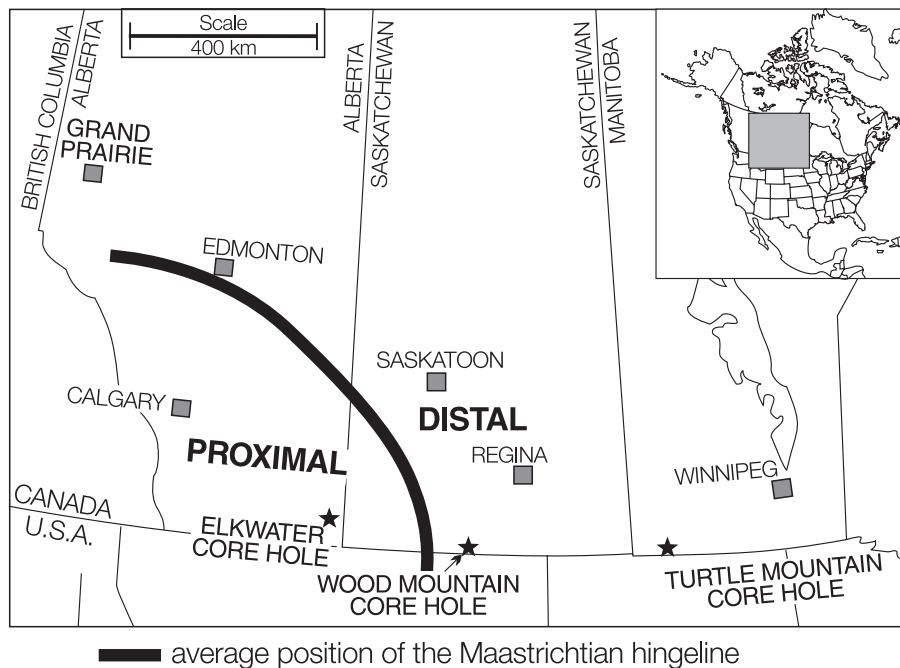 Scale
400 km
BRITISH COLUMBIA
ALBERTA
ALBERTA
SASKATCHEWAN
SASKATCHEWAN
MANITOBA
GRAND
PRAIRIE
EDMONTON
SASKATOON
CALGARY
DISTAL
PROXIMAL
REGINA
WINNIPEG
CANADA
U.S.A.
ELKWATER
CORE HOLE
WOOD MOUNTAIN
CORE HOLE
TURTLE MOUNTAIN
CORE HOLE
average position of the Maastrichtian hingeline